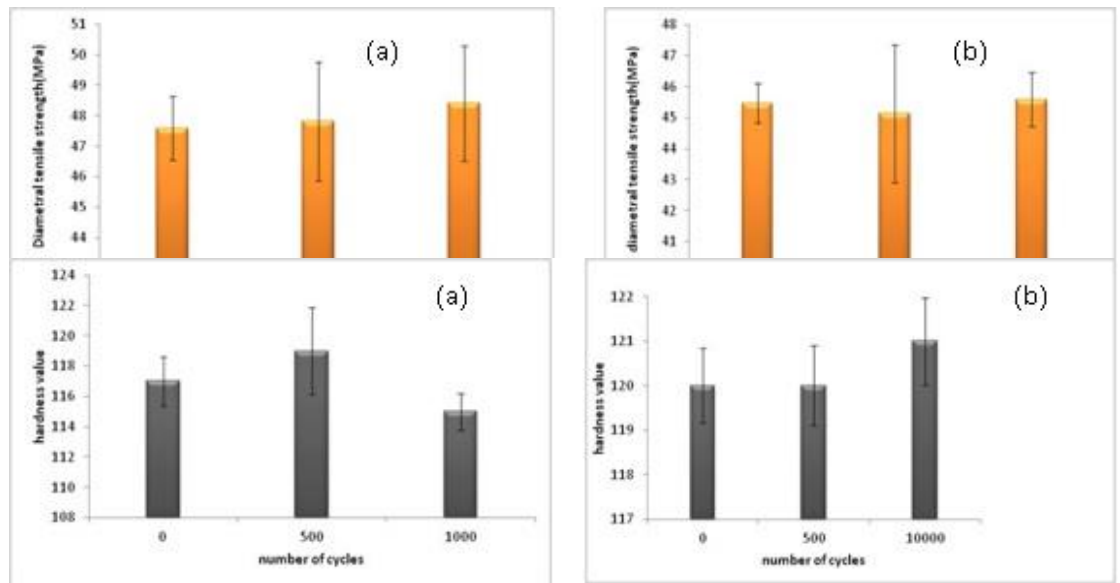 Diametral tensile strength(MPa)
51
50
49
48
47
46
45
44
(a)
diametral tensile strength(MPa)
48
47
46
45
44
43
42
41
(b)
hardness value
124
122
120
118
116
114
112
110
108
(a)
0 500 1000
number of cycles
hardness value
122
121
120
119
118
117
(b)
0 500 10000
number of cycles